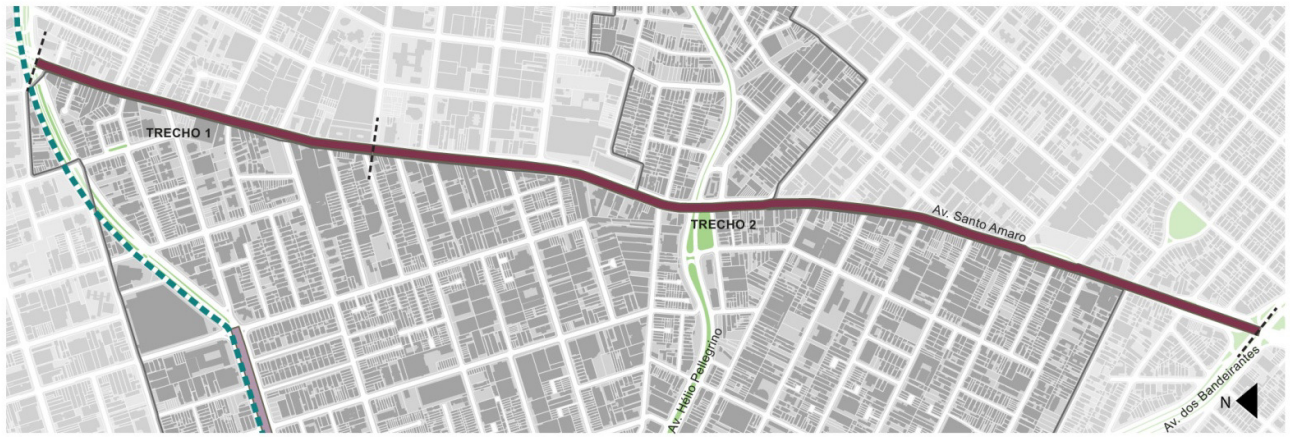 TRECHO 1
Av. Santo Amaro
TRECHO 2
Av. Hélio Pellegrino
Av. dos Bandeirantes
N